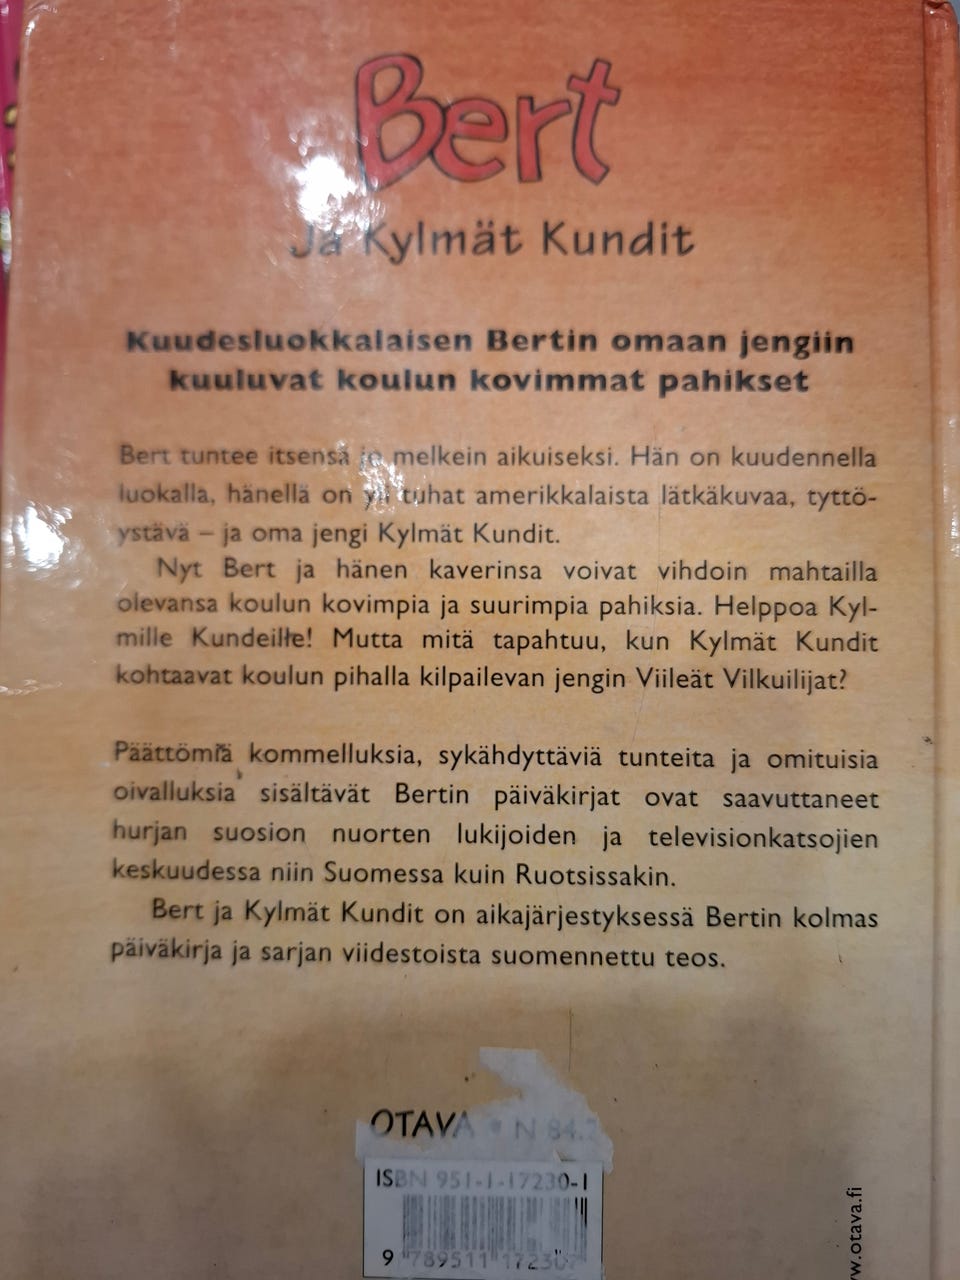 Bert
Ja Kylmät Kundit
Kuudesluokkalaisen Bertin omaan jengiin
kuuluvat koulun kovimmat pahikset
Bert tuntee itsensä jo melkein aikuiseksi. Hän on kuudennella
luokalla, hänellä on yli tuhat amerikkalaista lätkäkuvaa, tyttö-
ystävä – ja oma jengi Kylmät Kundit.
Nyt Bert ja hänen kaverinsa voivat vihdoin mahtailla
olevansa koulun kovimpia ja suurimpia pahiksia. Helppoa Kyl-
mille Kundeille! Mutta mitä tapahtuu, kun Kylmät Kundit
kohtaavat koulun pihalla kilpailevan jengin Viileät Vilkuilijat?
Päättömiä kommelluksia, sykähdyttäviä tunteita ja omituisia
oivalluksia sisältävät Bertin päiväkirjat ovat saavuttaneet
hurjan suosion nuorten lukijoiden ja televisionkatsojien
keskuudessa niin Suomessa kuin Ruotsissakin.
Bert ja Kylmät Kundit on aikajärjestyksessä Bertin kolmas
päiväkirja ja sarjan viidestoista suomennettu teos.
OTAVA • N 84.2
ISBN 951-1-17230-1
9 789511 172307
w.otava.fi